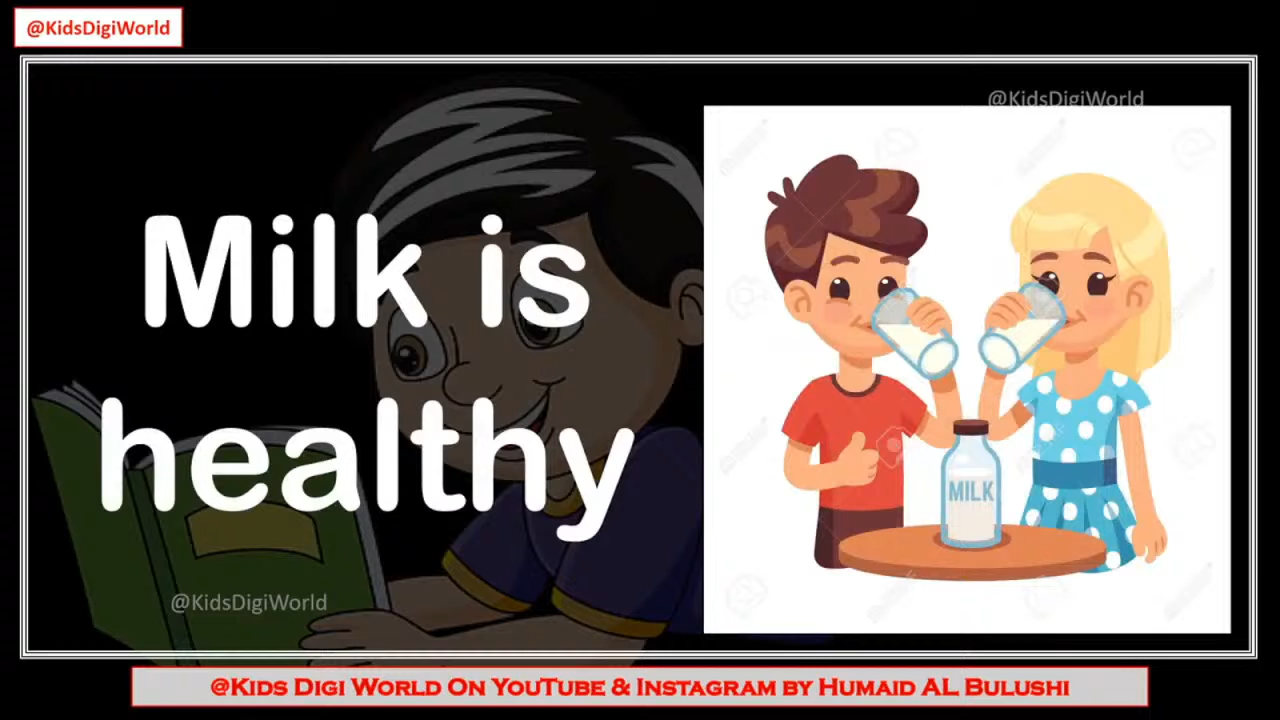 @KidsDigiWorld
@KidsDigiWorld
Milk is
healthy
MILK
@KidsDigiWorld
@Kids Digi World On YouTube & Instagram by Humaid AL Bulushi